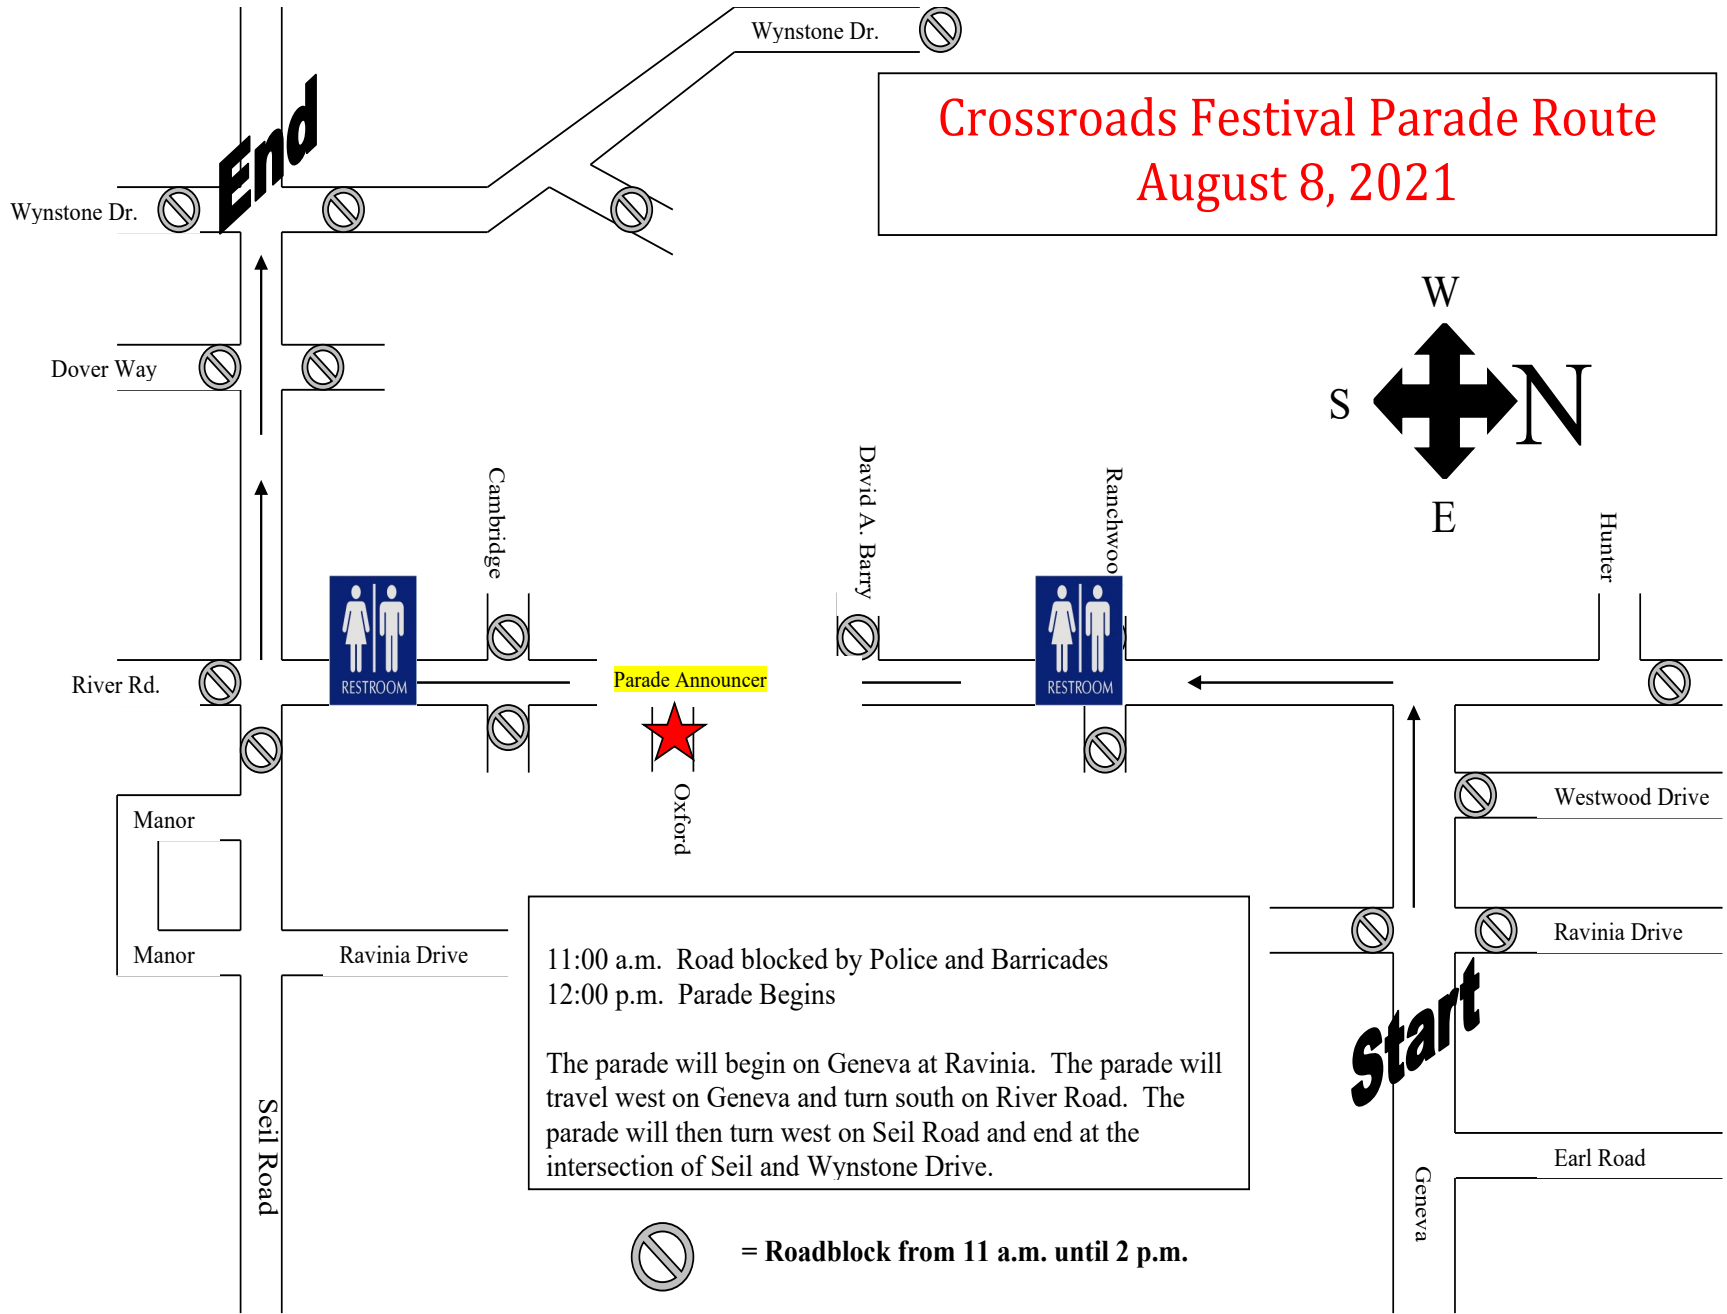 Wynstone Dr.
Crossroads Festival Parade Route
August 8, 2021
End
Wynstone Dr.
W
S
N
E
Dover Way
Cambridge
David A. Barry
Ranchwoo
Hunter
RESTROOM
RESTROOM
River Rd.
Parade Announcer
Oxford
Westwood Drive
Manor
Manor
Ravinia Drive
Ravinia Drive
Start
11:00 a.m. Road blocked by Police and Barricades
12:00 p.m. Parade Begins
The parade will begin on Geneva at Ravinia. The parade will
travel west on Geneva and turn south on River Road. The
parade will then turn west on Seil Road and end at the
intersection of Seil and Wynstone Drive.
Seil Road
Earl Road
Geneva
= Roadblock from 11 a.m. until 2 p.m.